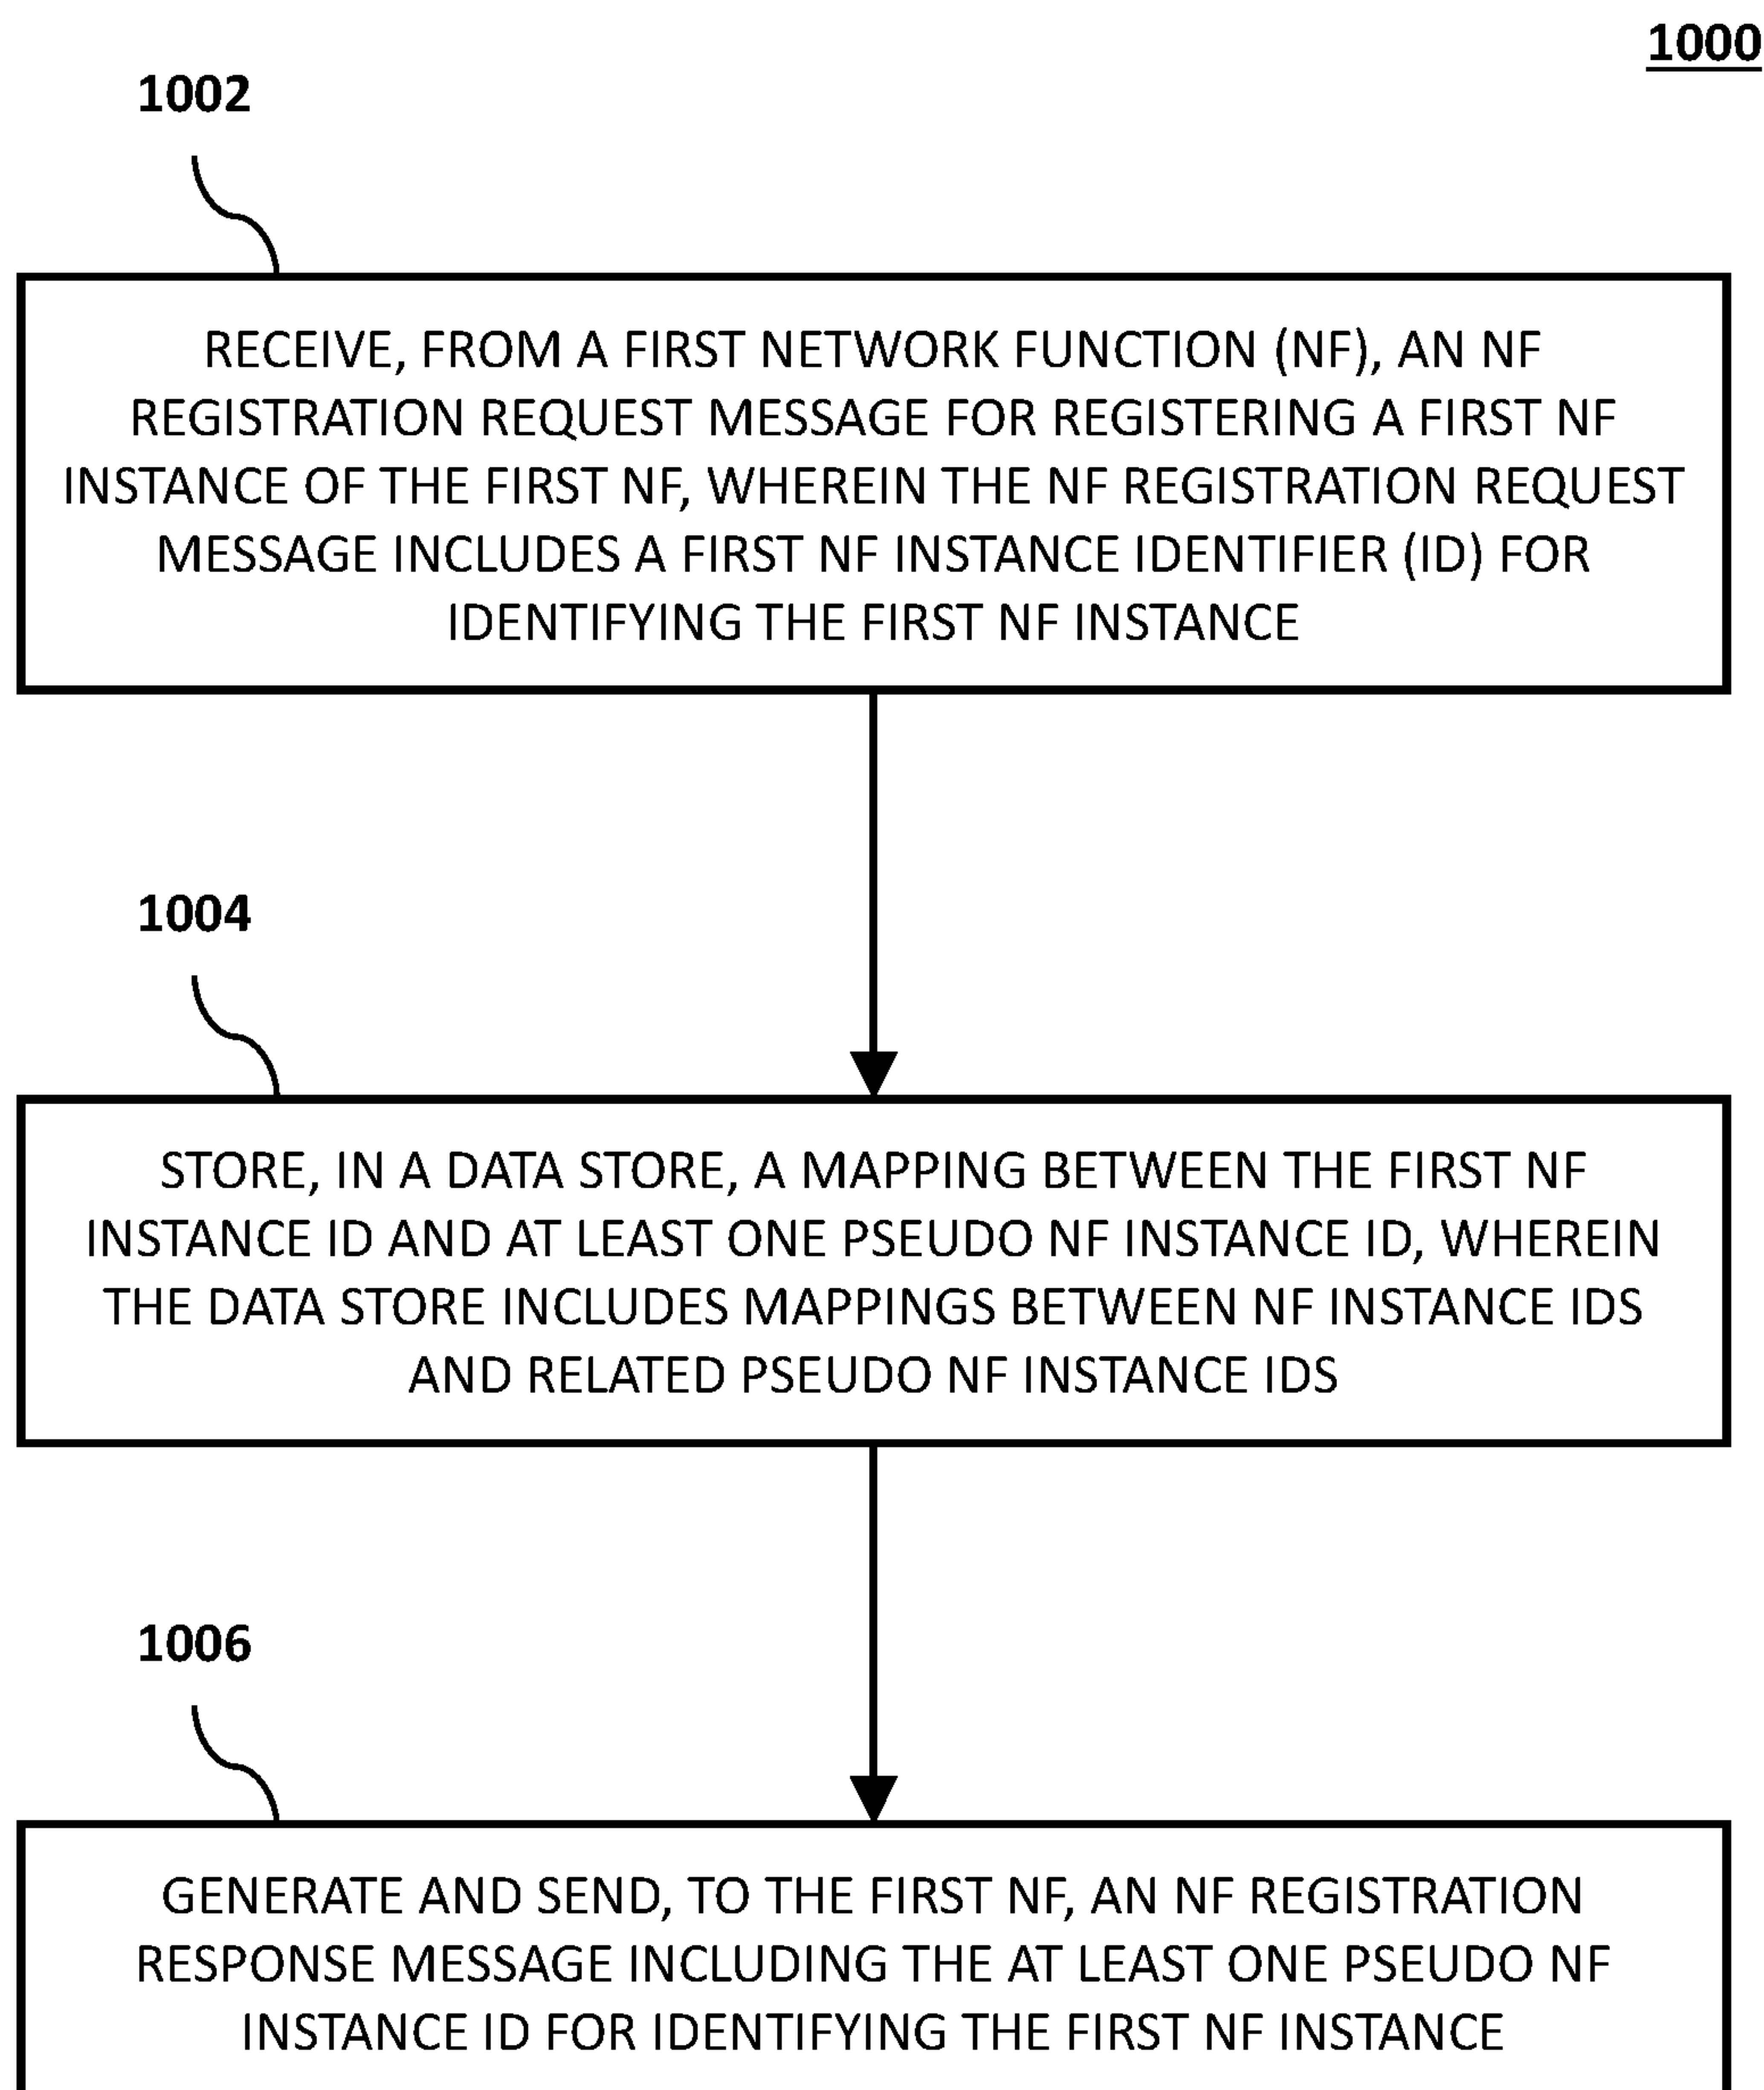 1000
1002
RECEIVE, FROM A FIRST NETWORK FUNCTION (NF), AN NF
REGISTRATION REQUEST MESSAGE FOR REGISTERING A FIRST NF
INSTANCE OF THE FIRST NF, WHEREIN THE NF REGISTRATION REQUEST
MESSAGE INCLUDES A FIRST NF INSTANCE IDENTIFIER (ID) FOR
IDENTIFYING THE FIRST NF INSTANCE
1004
STORE, IN A DATA STORE, A MAPPING BETWEEN THE FIRST NF
INSTANCE ID AND AT LEAST ONE PSEUDO NF INSTANCE ID, WHEREIN
THE DATA STORE INCLUDES MAPPINGS BETWEEN NF INSTANCE IDS
AND RELATED PSEUDO NF INSTANCE IDS
1006
GENERATE AND SEND, TO THE FIRST NF, AN NF REGISTRATION
RESPONSE MESSAGE INCLUDING THE AT LEAST ONE PSEUDO NF
INSTANCE ID FOR IDENTIFYING THE FIRST NF INSTANCE